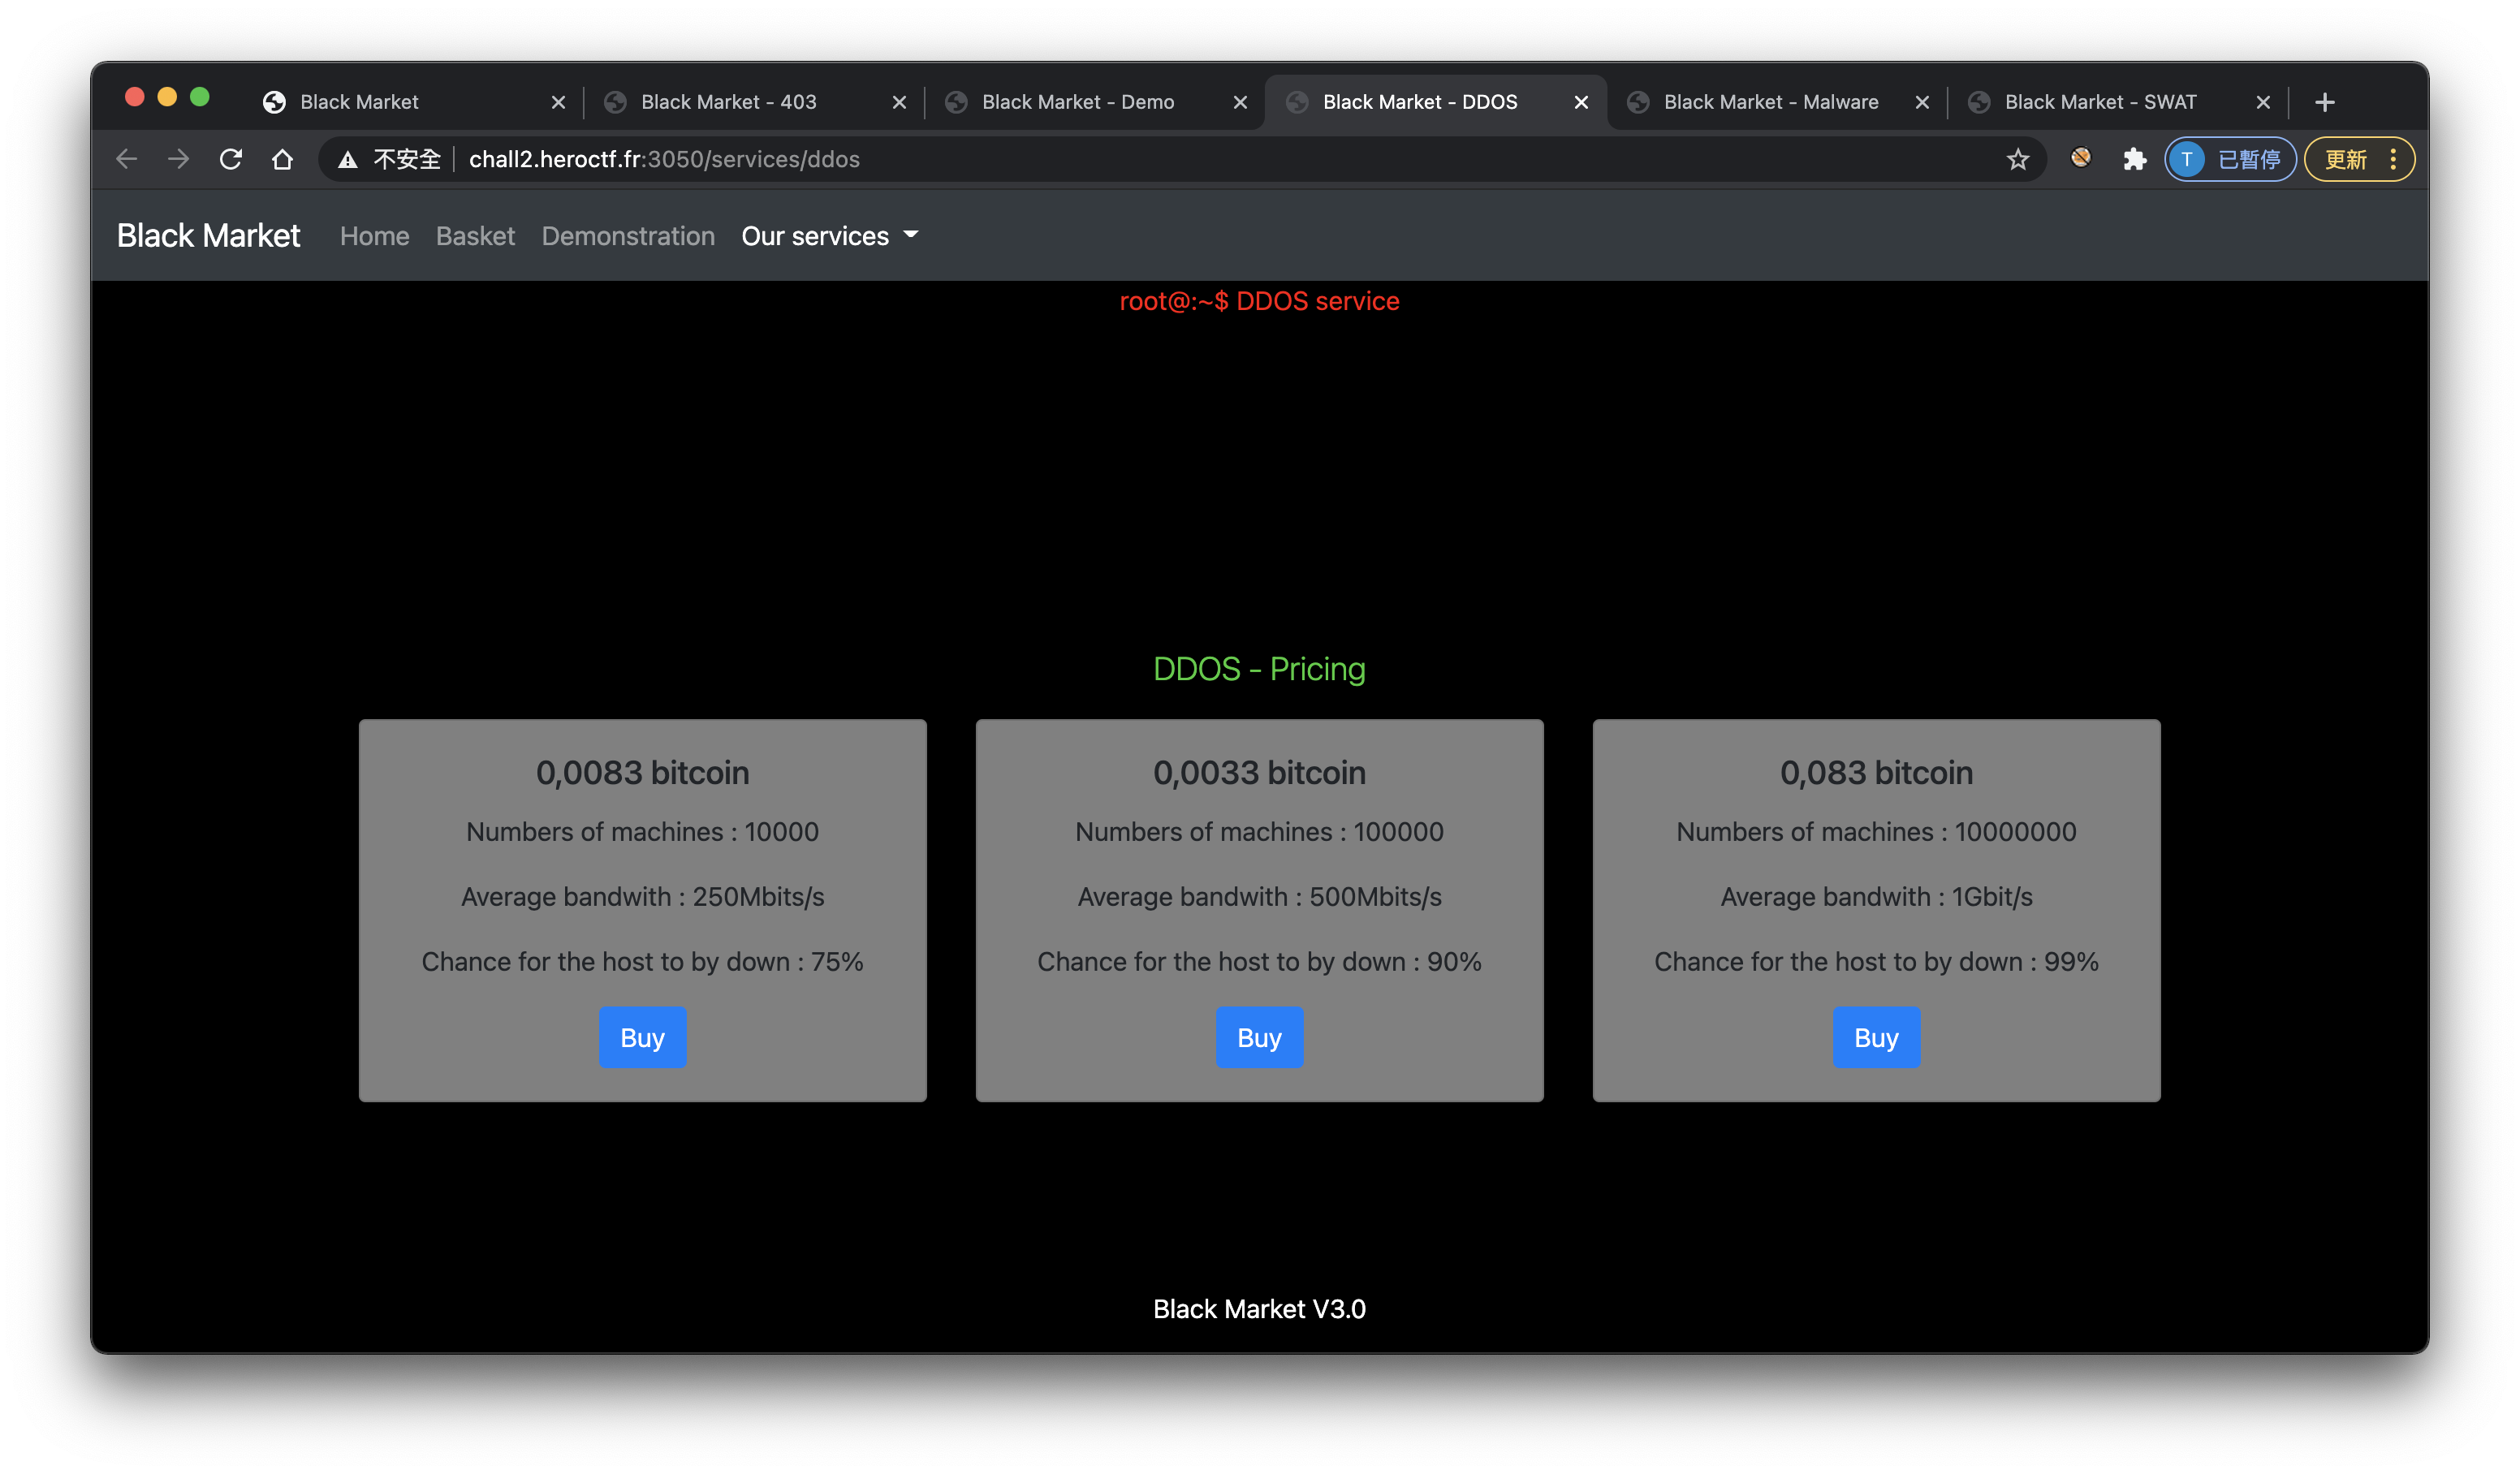 Black Market
Black Market - 403
Black Market - Demo
Black Market - DDOS
Black Market - Malware
Black Market - SWAT
不安全 chall2.heroctf.fr:3050/services/ddos
T 已暫停 更新
Black Market Home Basket Demonstration Our services
root@:~$ DDOS service
DDOS - Pricing
0,0083 bitcoin
Numbers of machines : 10000
Average bandwith : 250Mbits/s
Chance for the host to by down : 75%
Buy
0,0033 bitcoin
Numbers of machines : 100000
Average bandwith : 500Mbits/s
Chance for the host to by down : 90%
Buy
0,083 bitcoin
Numbers of machines : 10000000
Average bandwith : 1Gbit/s
Chance for the host to by down : 99%
Buy
Black Market V3.0